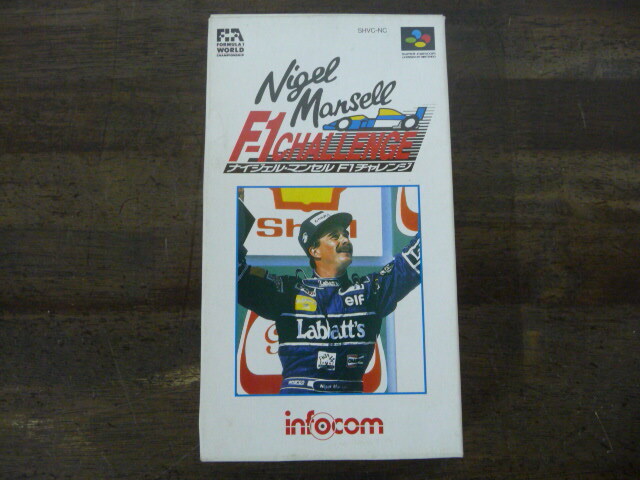 FIA
FORMULA 1
WORLD
CHAMPIONSHIP
SHVC-NC
Nigel
Mansell
F-1 CHALLENGE
ナイジェル・マンセル F1チャレンジ
Shell
elf
Labatt's
infocom